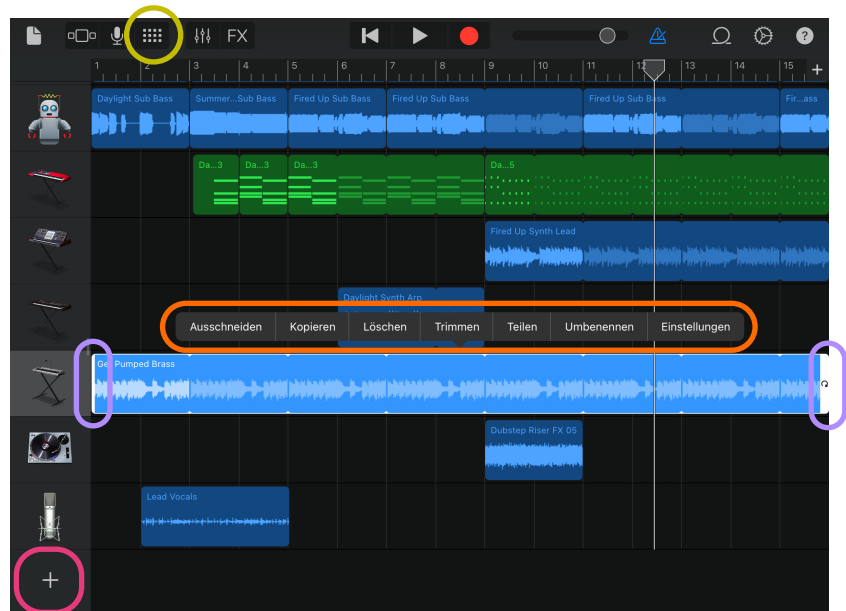 FX ?
1 2 3 4 5 6 7 8 9 10 11 12 13 14 15 +
Daylight Sub Bass Summer...Sub Bass Fired Up Sub Bass Fired Up Sub Bass Fired Up Sub Bass Fir...ass
Da...3 Da...3 Da...3 Da...5
Fired Up Synth Lead
Daylight Synth Arp
Ausschneiden Kopieren Löschen Trimmen Teilen Umbenennen Einstellungen
Get Pumped Brass
Dubstep Riser FX 05
Lead Vocals
+